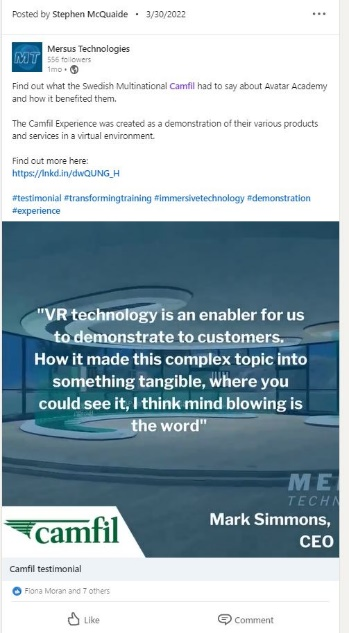 Posted by Stephen McQuaide • 3/30/2022
MT
Mersus Technologies
556 followers
1mo •
Find out what the Swedish Multinational Camfil had to say about Avatar Academy
and how it benefited them.
The Camfil Experience was created as a demonstration of their various products
and services in a virtual environment.
Find out more here:
https://lnkd.in/dwQUNG_H
#testimonial #transformingtraining #immersivetechnology #demonstration
#experience
"VR technology is an enabler for us
to demonstrate to customers.
How it made this complex topic into
something tangible, where you
could see it, I think mind blowing is
the word"
ME
TECHN
camfil
Mark Simmons,
CEO
Camfil testimonial
Fiona Moran and 7 others
Like
Comment